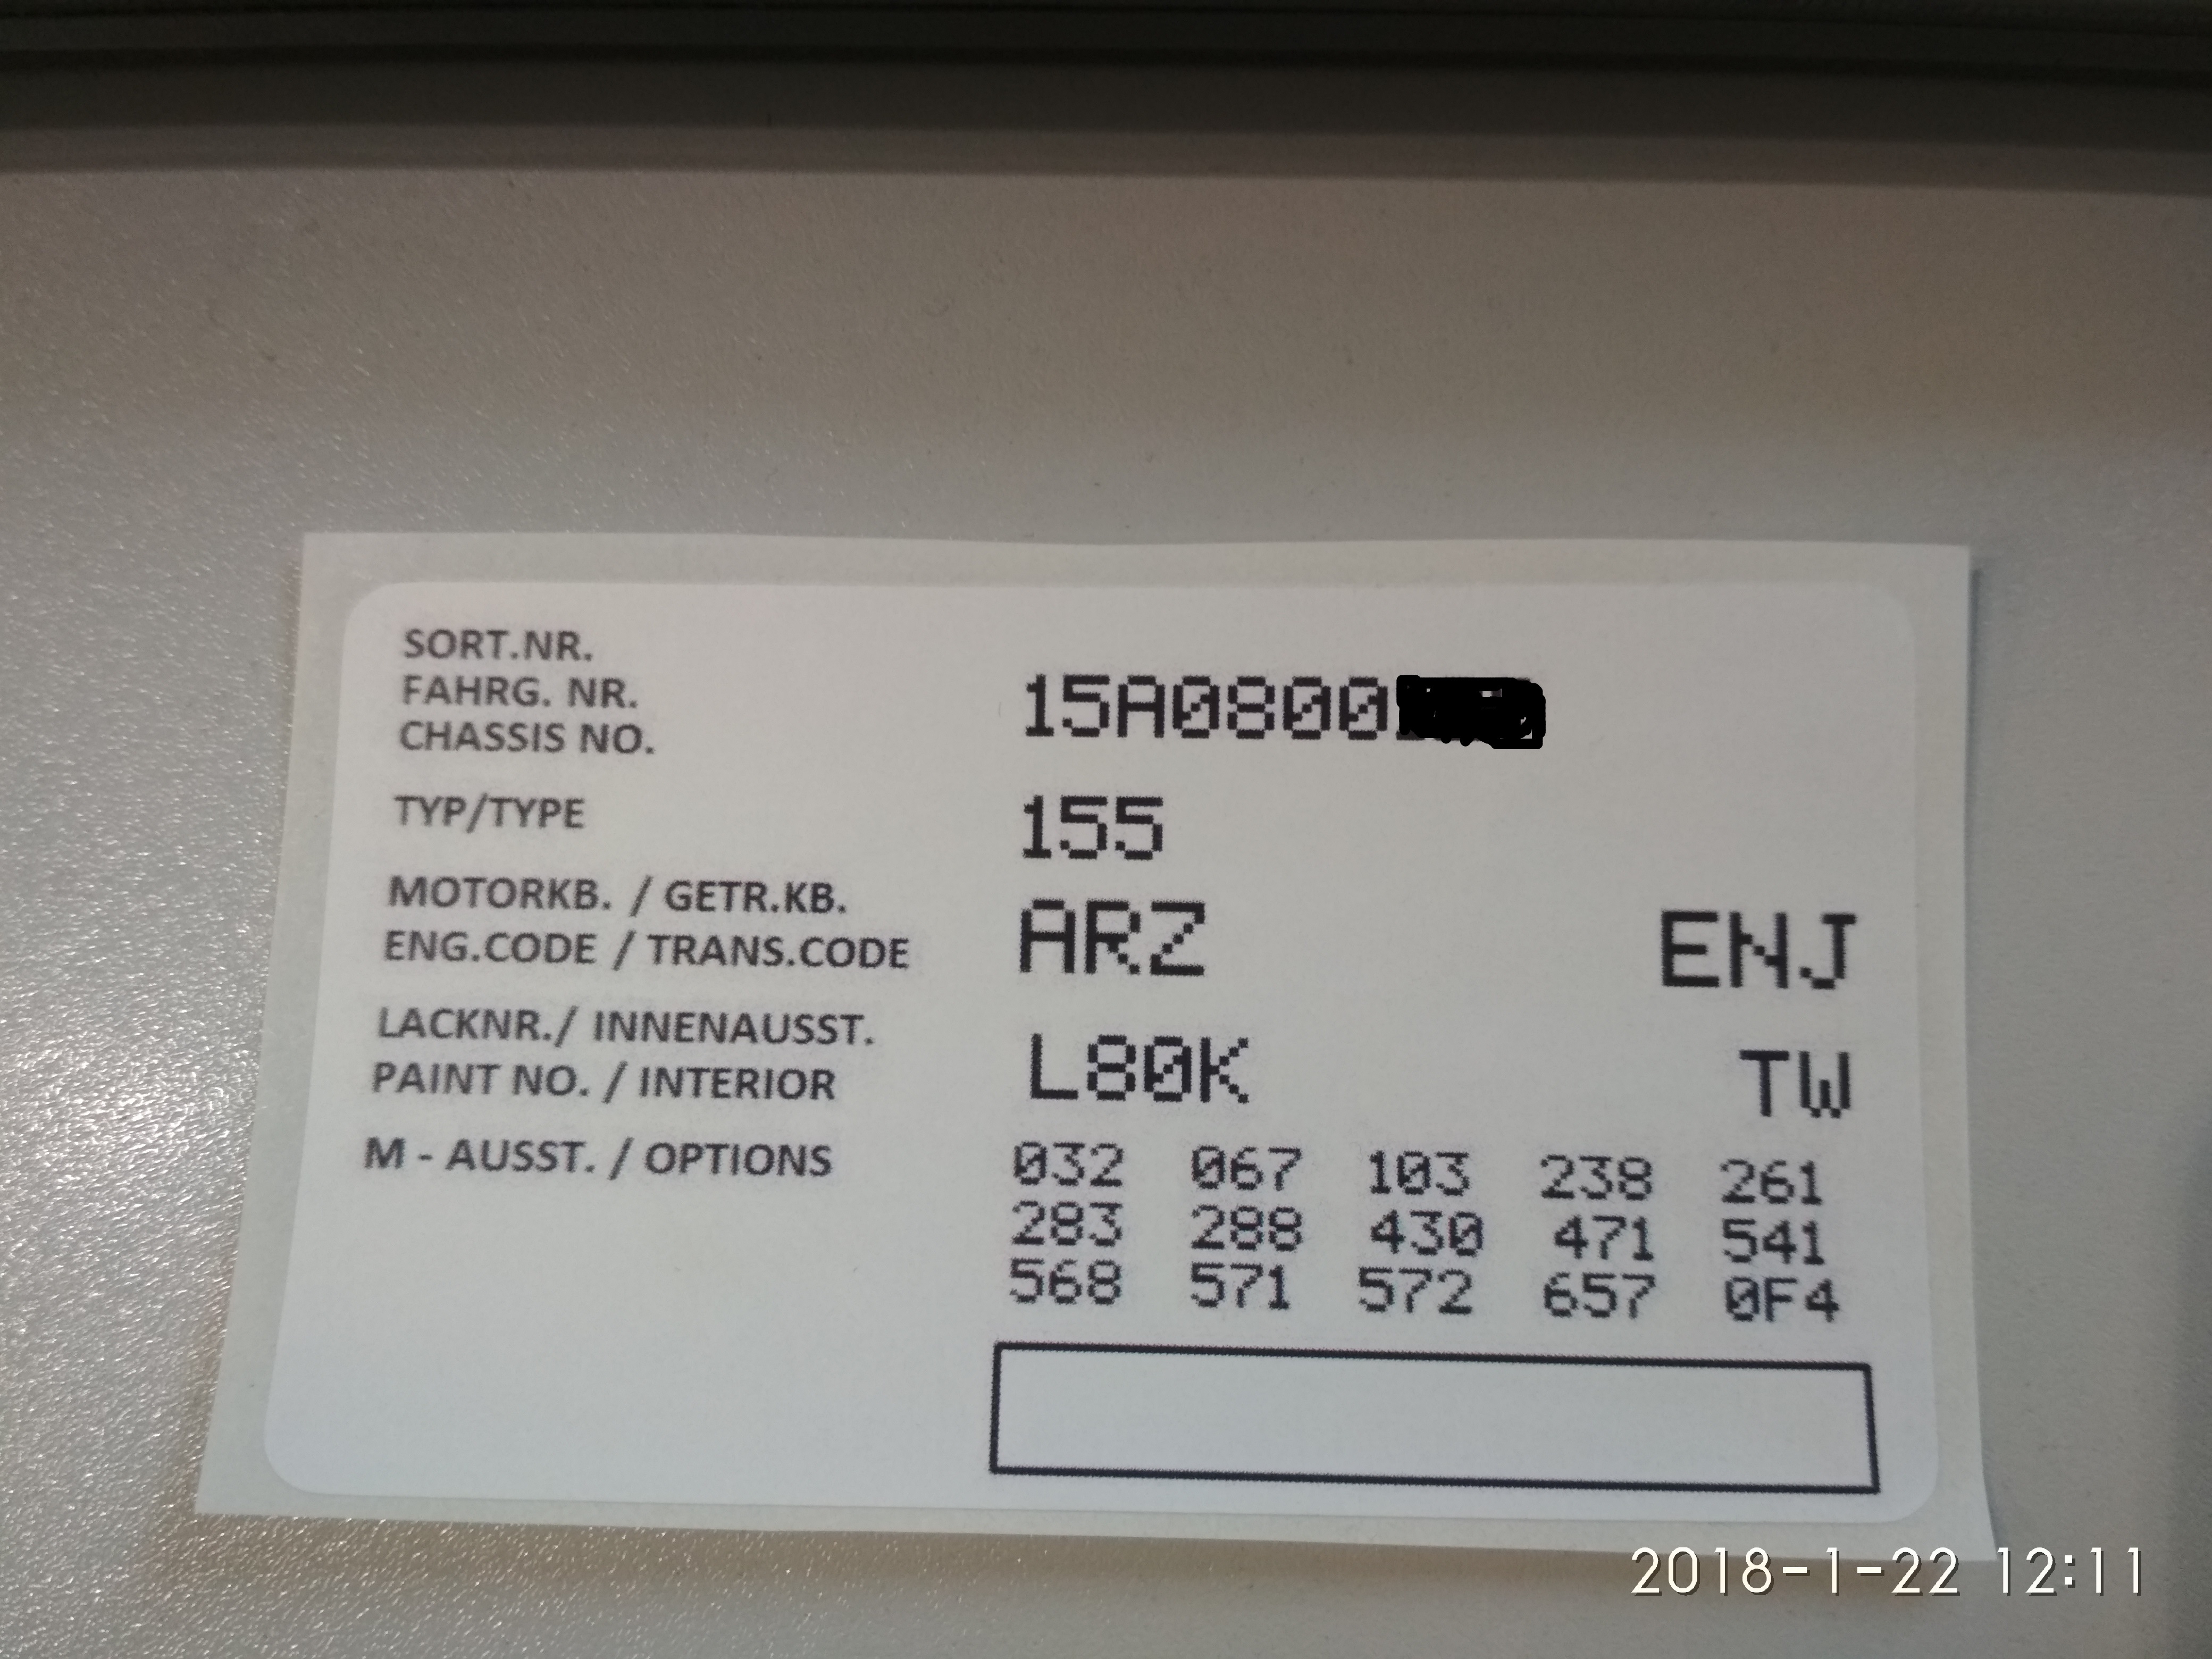 SORT.NR.
FAHRG. NR.
CHASSIS NO. 15A0800
TYP/TYPE 155
MOTORKB. / GETR.KB.
ENG.CODE / TRANS.CODE ARZ ENJ
LACKNR./ INNENAUSST.
PAINT NO. / INTERIOR L80K TW
M - AUSST. / OPTIONS 032 067 103 238 261
283 288 430 471 541
568 571 572 657 0F4
2018-1-22 12:11